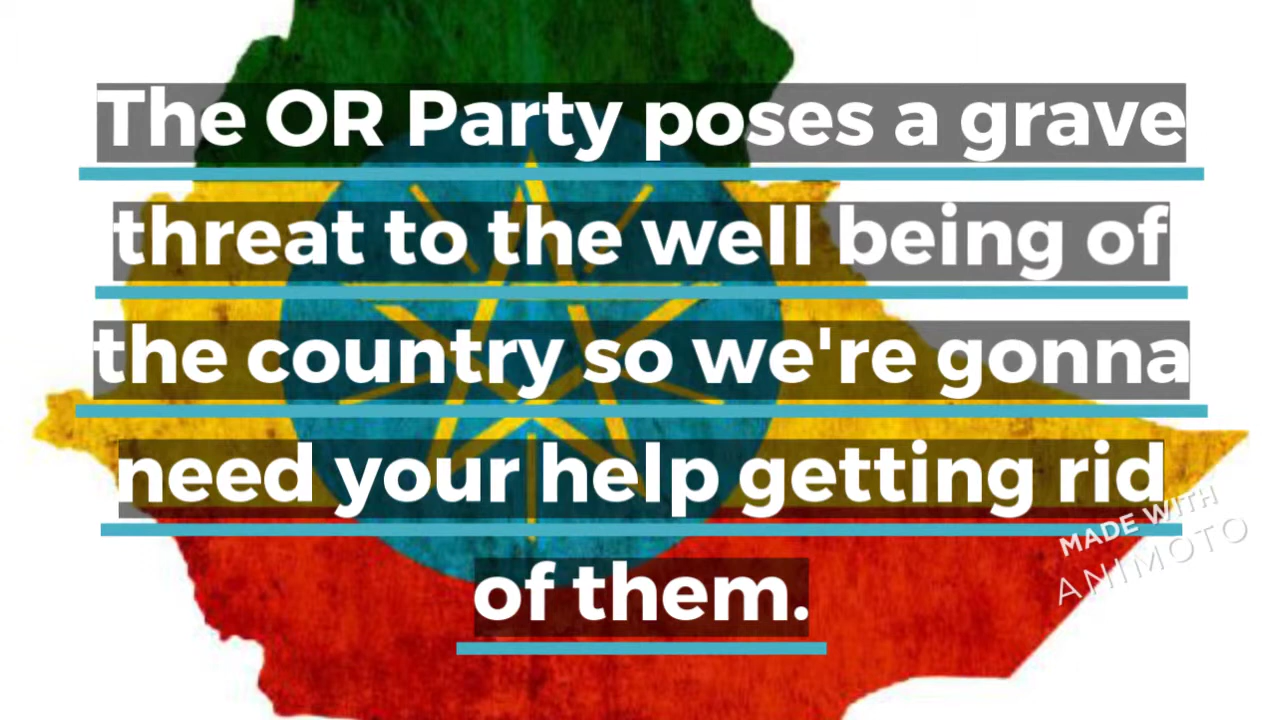 The OR Party poses a grave
threat to the well being of
the country so we're gonna
need your help getting rid
of them.
MADE WITH
ANIMOTO